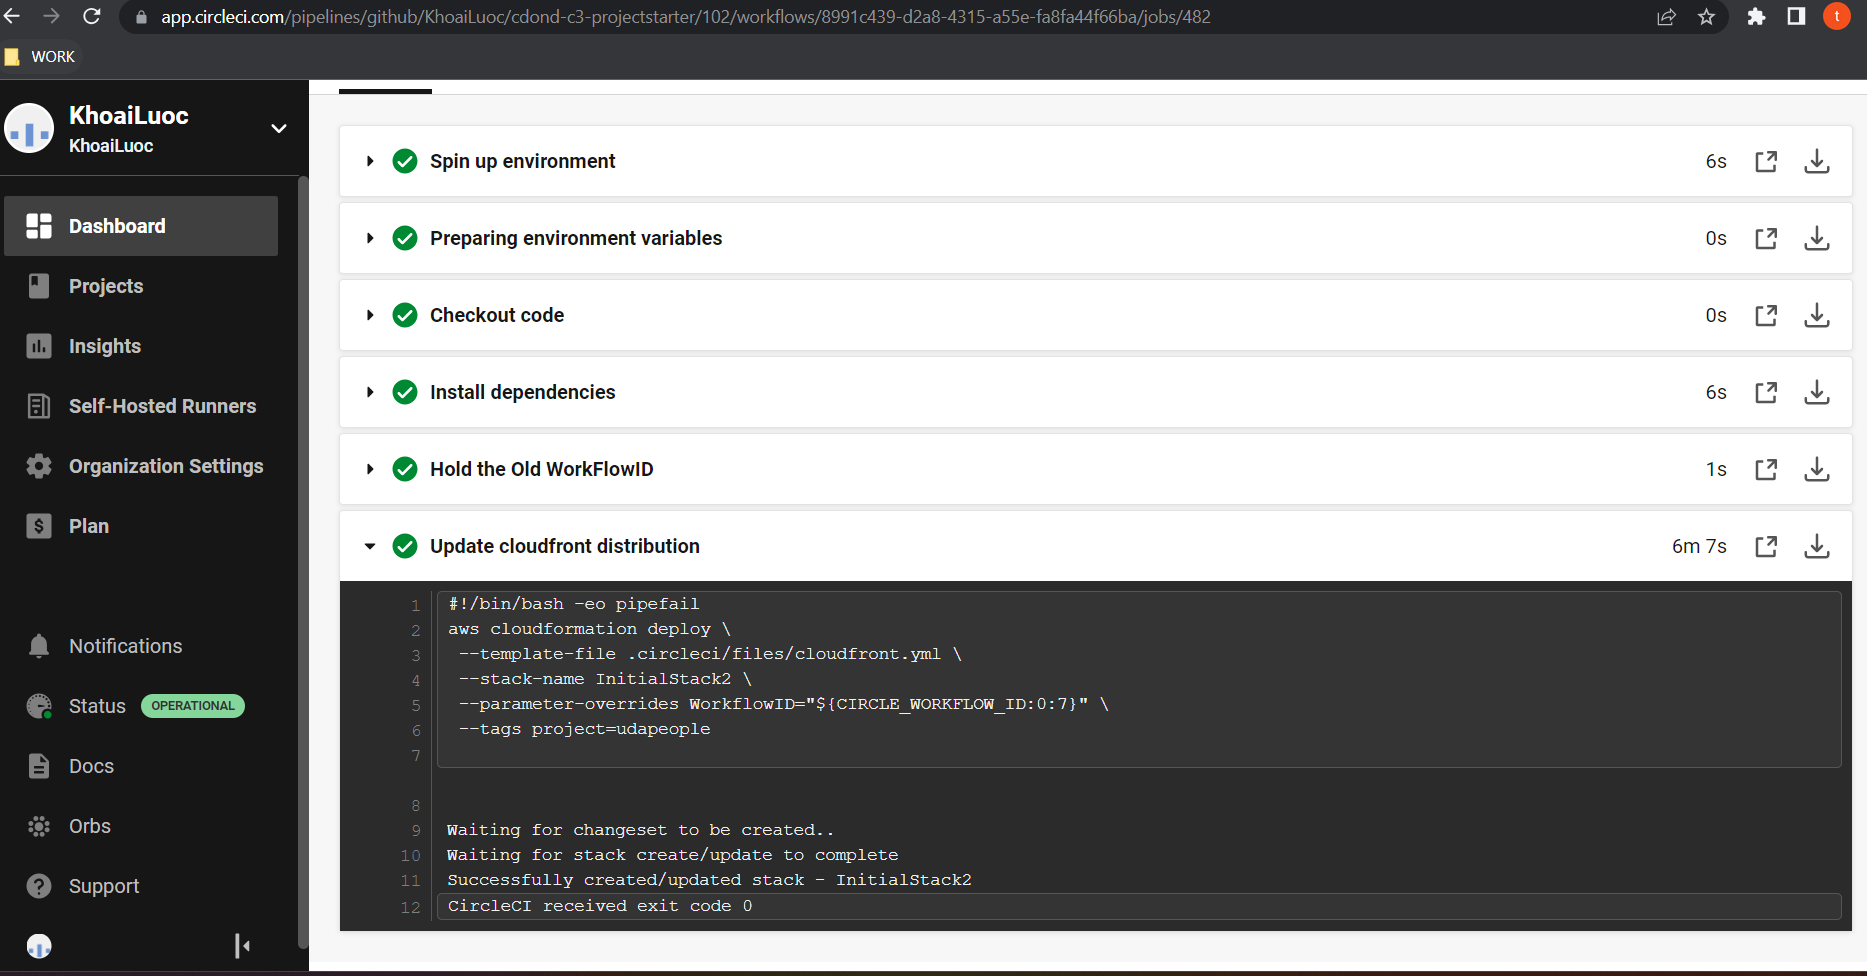 app.circleci.com/pipelines/github/KhoaiLuoc/cdond-c3-projectstarter/102/workflows/8991c439-d2a8-4315-a55e-fa8fa44f66ba/jobs/482
t
WORK
KhoaiLuoc
KhoaiLuoc
Dashboard
Projects
Insights
Self-Hosted Runners
Organization Settings
Plan
Notifications
Status OPERATIONAL
Docs
Orbs
Support
Spin up environment 6s
Preparing environment variables 0s
Checkout code 0s
Install dependencies 6s
Hold the Old WorkFlowID 1s
Update cloudfront distribution 6m 7s
1 #!/bin/bash -eo pipefail
2 aws cloudformation deploy \
3 --template-file .circleci/files/cloudfront.yml \
4 --stack-name InitialStack2 \
5 --parameter-overrides WorkflowID="${CIRCLE_WORKFLOW_ID:0:7}" \
6 --tags project=udapeople
7
8
9 Waiting for changeset to be created..
10 Waiting for stack create/update to complete
11 Successfully created/updated stack - InitialStack2
12 CircleCI received exit code 0